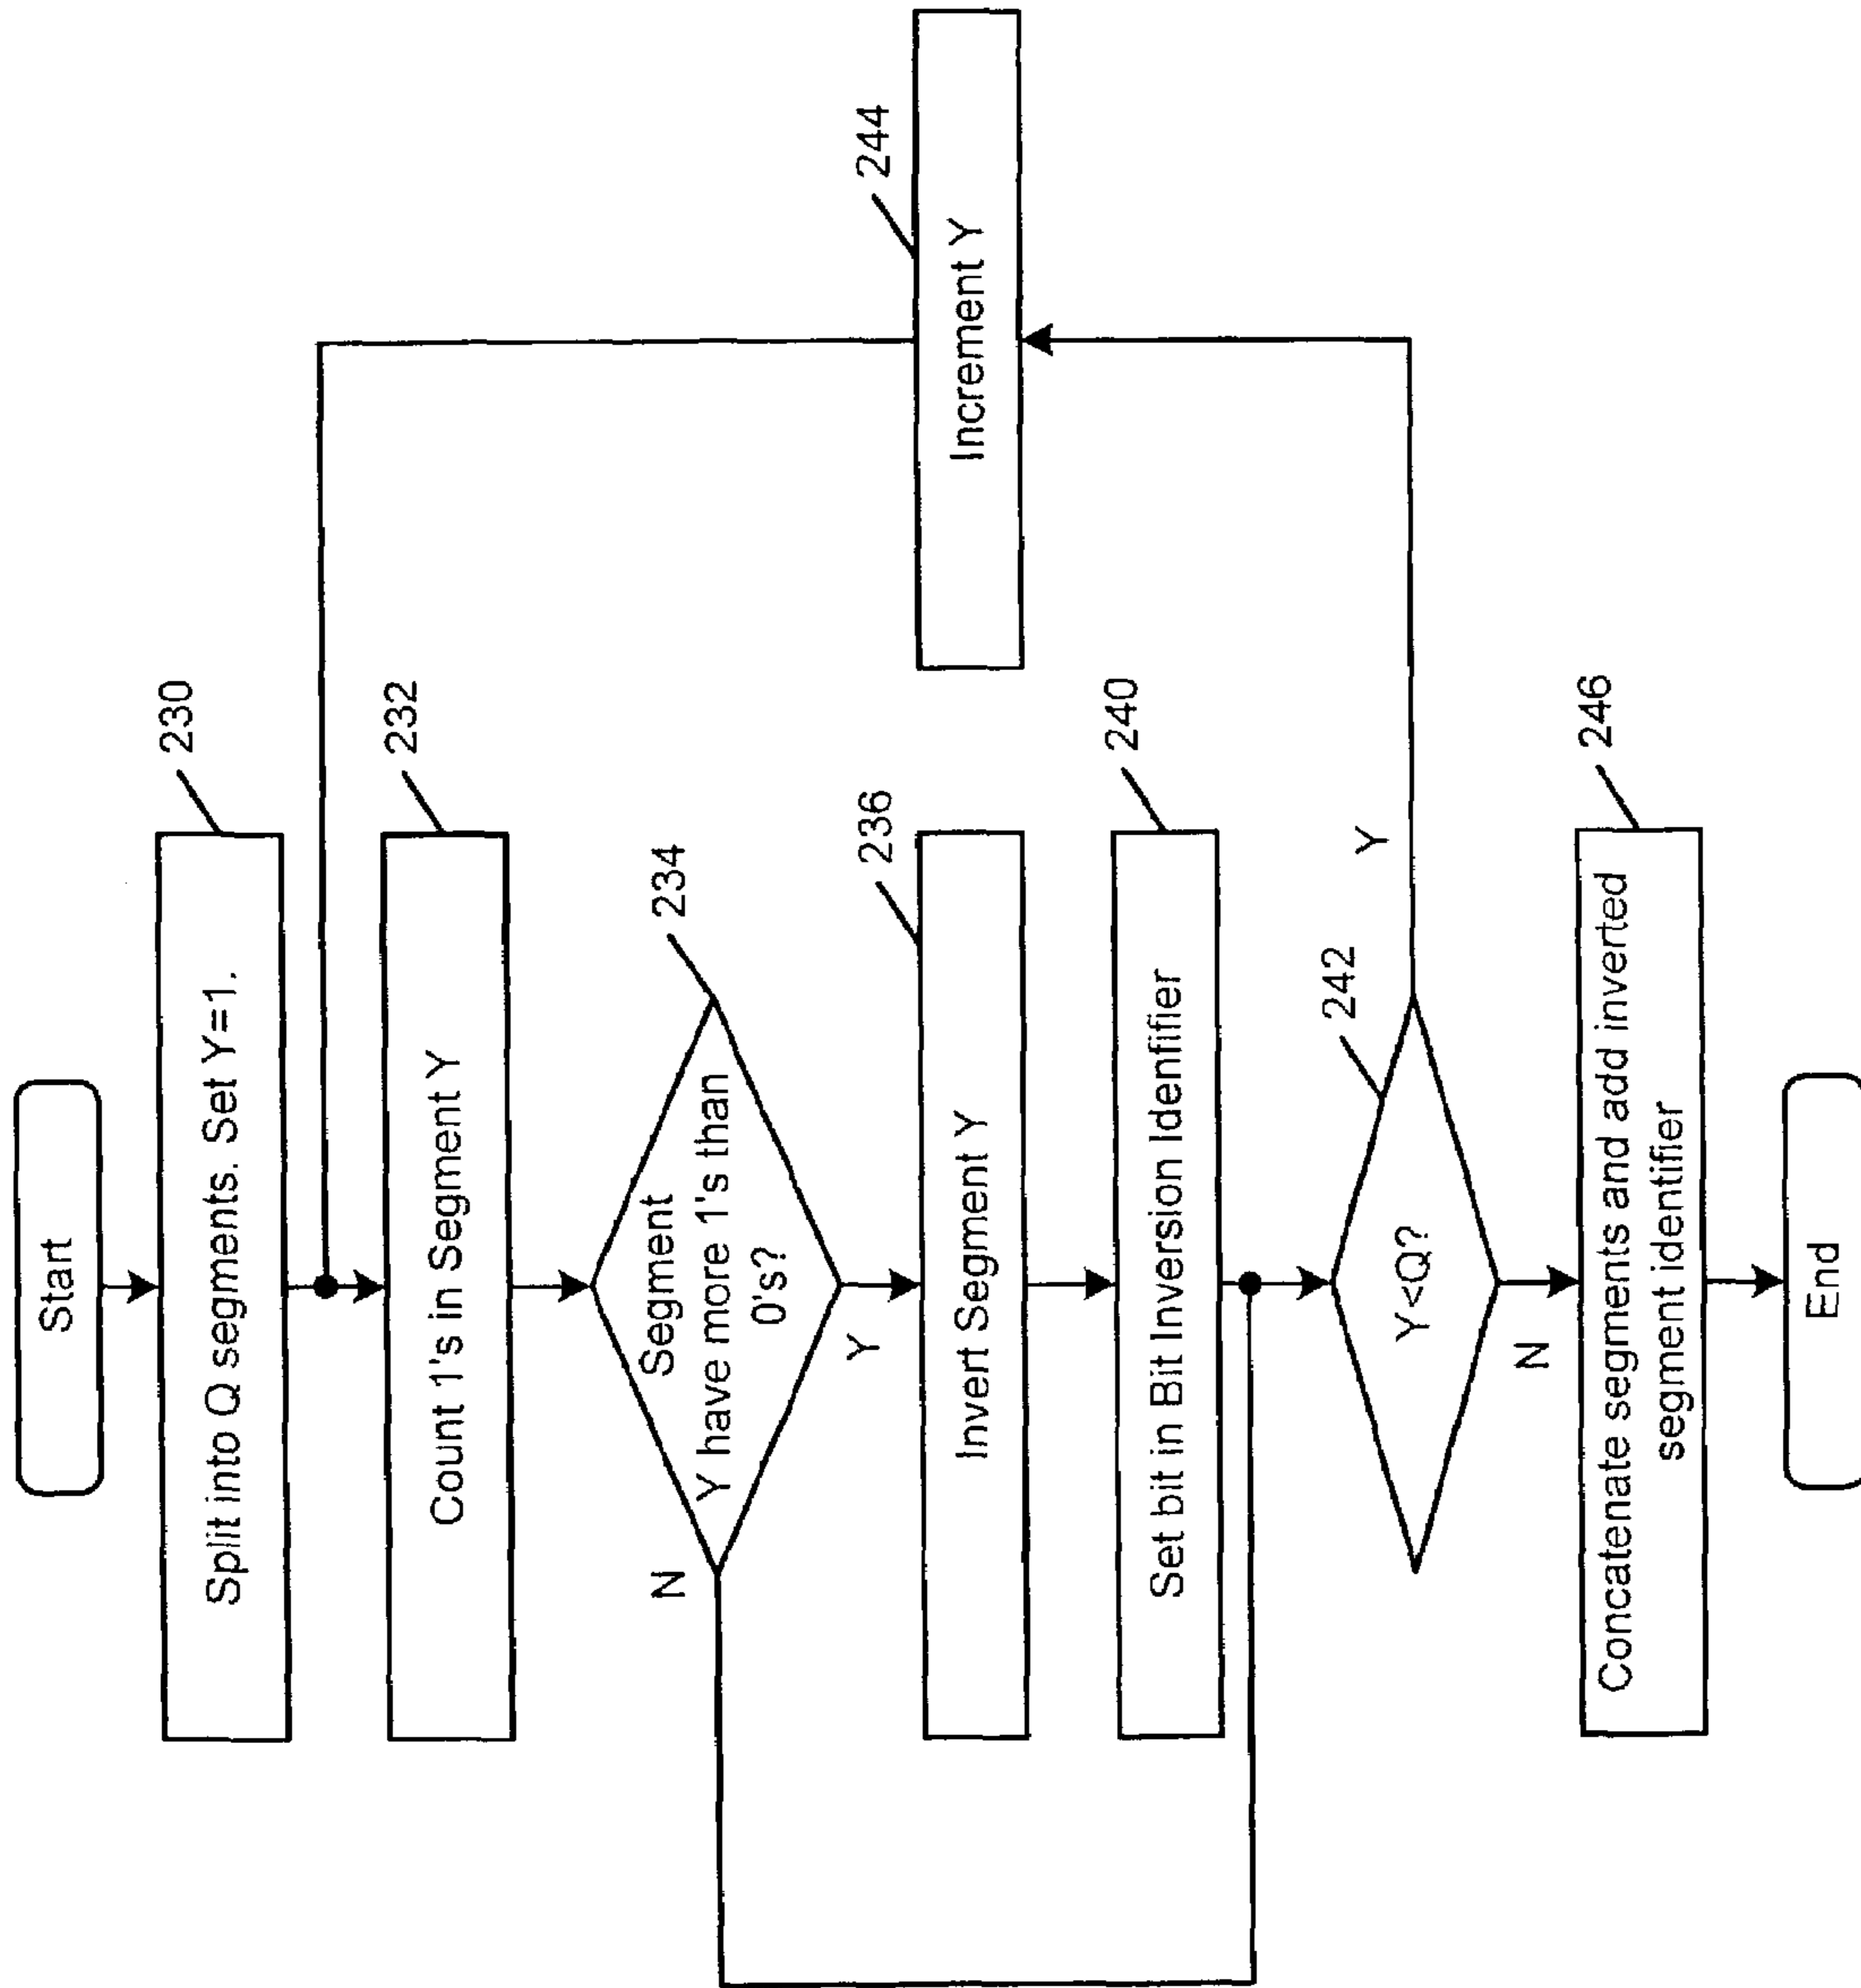 Start
Split into Q segments. Set Y=1.
230
Count 1's in Segment Y
232
Segment
Y have more 1's than
0's?
234
N
Y
Invert Segment Y
236
Set bit in Bit Inversion Idenfifier
240
Y<Q?
242
Y
N
Increment Y
244
Concatenate segments and add inverted
segment identifier
246
End